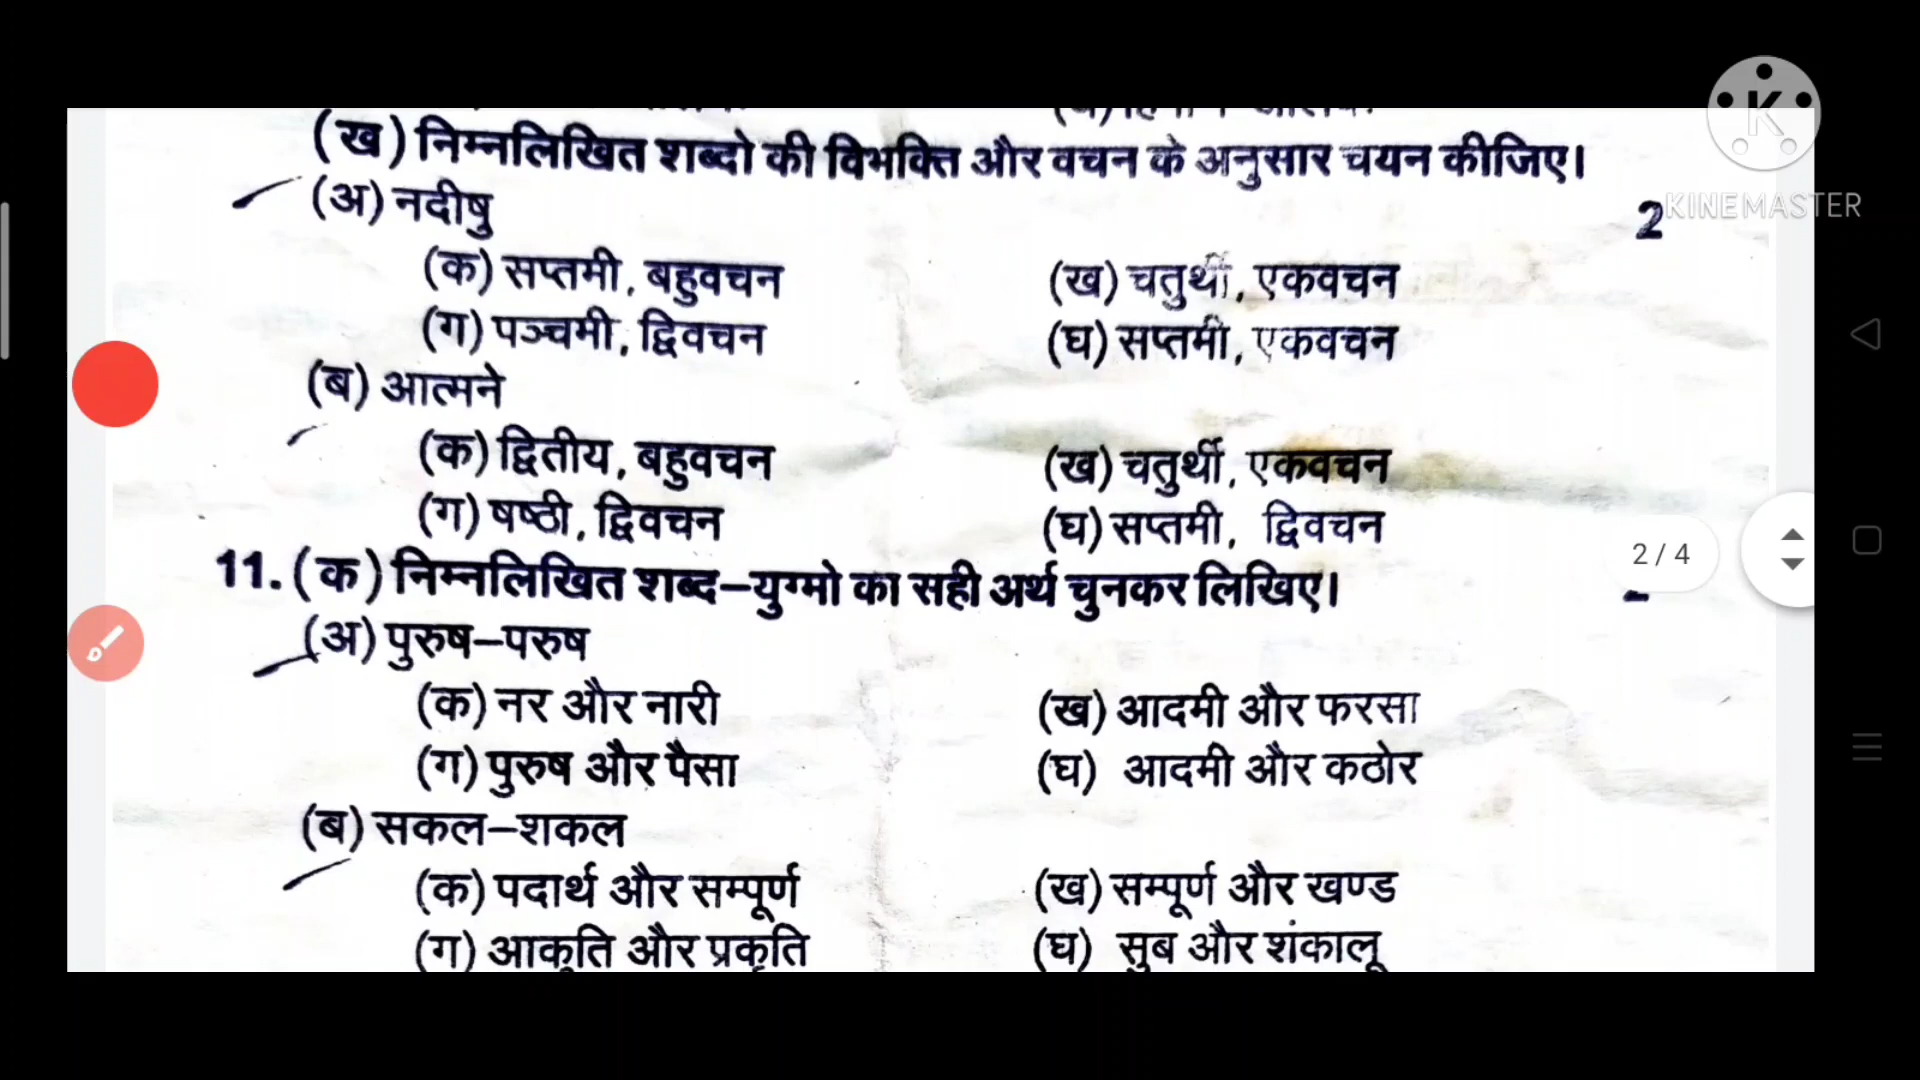 (ख) निम्नलिखित शब्दो की विभक्ति और वचन के अनुसार चयन कीजिए।
KINEMASTER
(अ) नदीषु
2
(क) सप्तमी, बहुवचन (ख) चतुर्थी, एकवचन
(ग) पञ्चमी, द्विवचन (घ) सप्तमी, एकवचन
(ब) आत्मने
(क) द्वितीय, बहुवचन (ख) चतुर्थी, एकवचन
(ग) षष्ठी, द्विवचन (घ) सप्तमी, द्विवचन
2 / 4
11. (क) निम्नलिखित शब्द–युग्मो का सही अर्थ चुनकर लिखिए।
(अ) पुरुष–परुष
(क) नर और नारी (ख) आदमी और फरसा
(ग) पुरुष और पैसा (घ) आदमी और कठोर
(ब) सकल–शकल
(क) पदार्थ और सम्पूर्ण (ख) सम्पूर्ण और खण्ड
(ग) आकृति और प्रकृति (घ) सुब और शंकालू